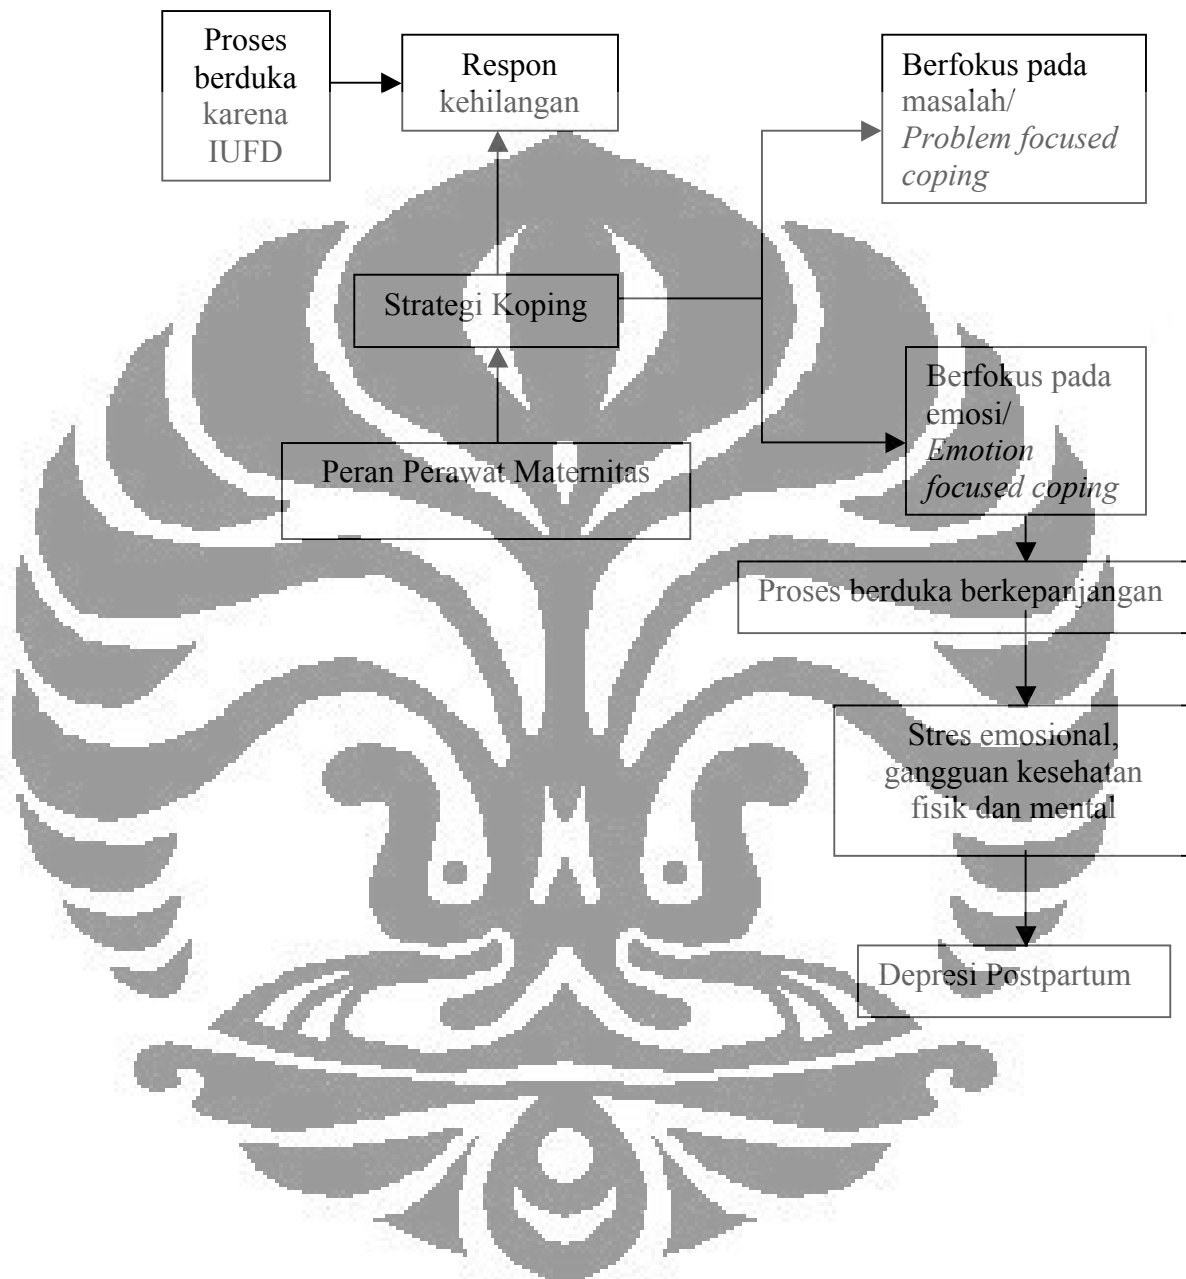 Proses
berduka
karena
IUFD
Respon
kehilangan
Berfokus pada
masalah/
Problem focused
coping
Strategi Koping
Berfokus pada
emosi/
Emotion
focused coping
Peran Perawat Maternitas
Proses berduka berkepanjangan
Stres emosional,
gangguan kesehatan
fisik dan mental
Depresi Postpartum